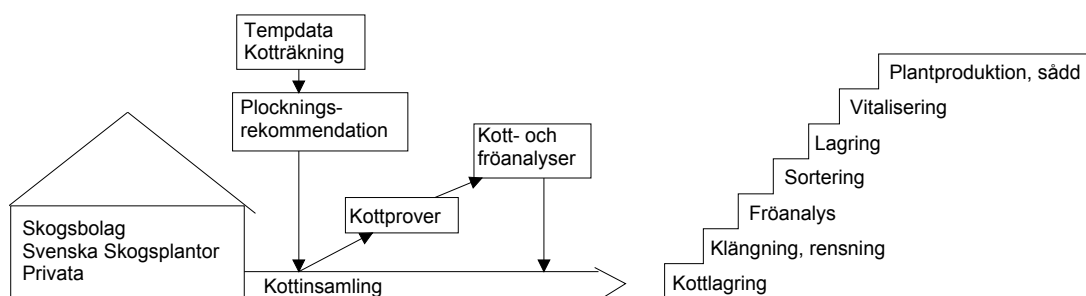 Tempdata
Kotträkning
Plocknings-
rekommendation
Kott- och
fröanalyser
Kottprover
Skogsbolag
Svenska Skogsplantor
Privata
Kottinsamling
Plantproduktion, sådd
Vitalisering
Lagring
Sortering
Fröanalys
Klängning, rensning
Kottlagring